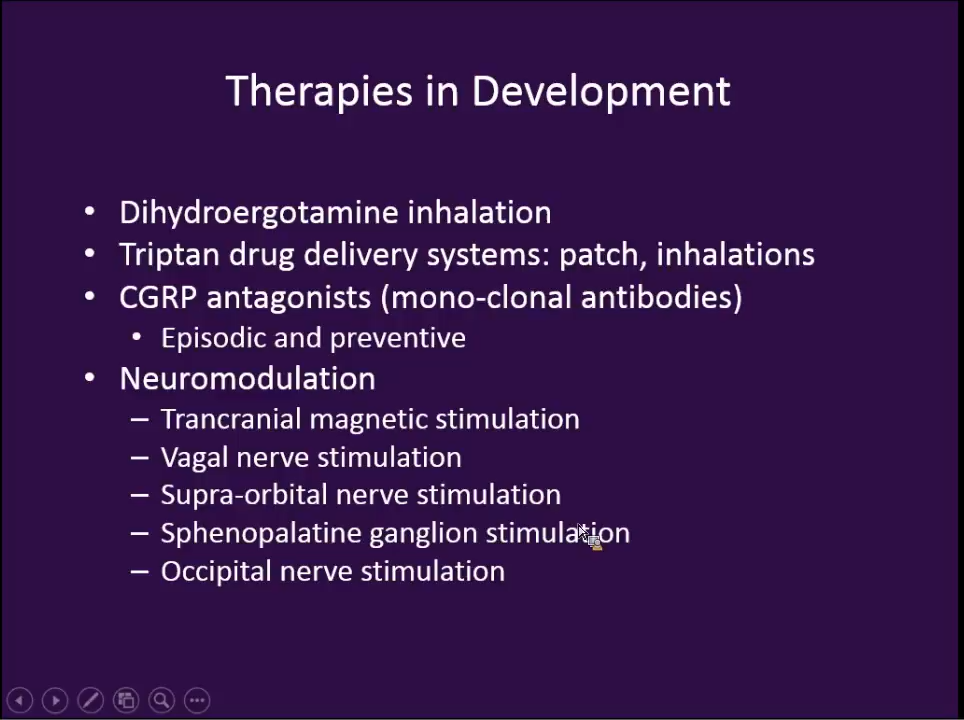 Therapies in Development
• Dihydroergotamine inhalation
• Triptan drug delivery systems: patch, inhalations
• CGRP antagonists (mono-clonal antibodies)
• Episodic and preventive
• Neuromodulation
– Trancranial magnetic stimulation
– Vagal nerve stimulation
– Supra-orbital nerve stimulation
– Sphenopalatine ganglion stimulation
– Occipital nerve stimulation